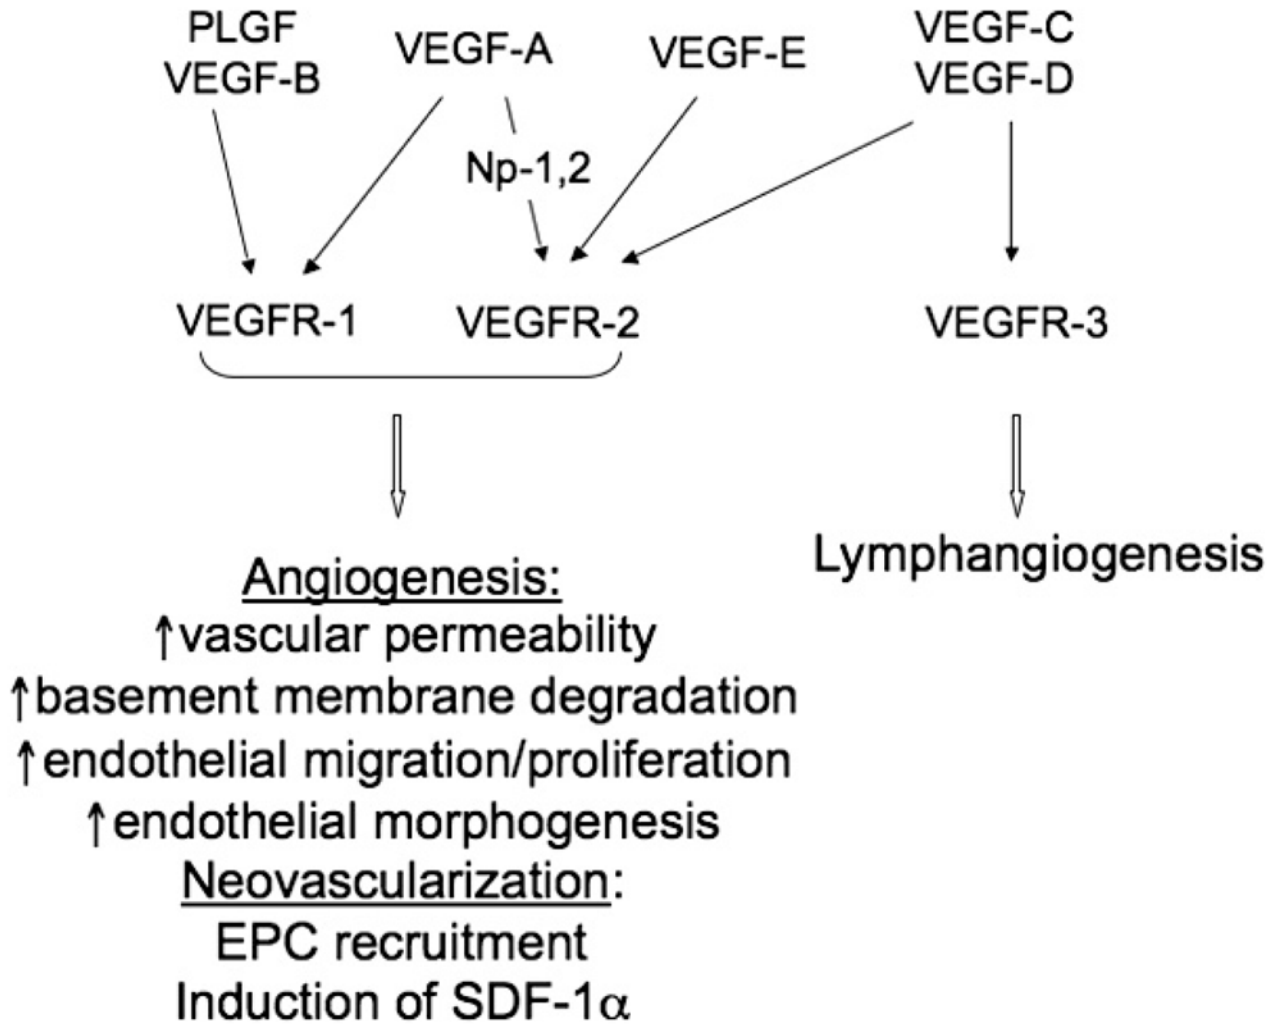 PLGF
VEGF-B
VEGF-A
VEGF-E
VEGF-C
VEGF-D
Np-1,2
VEGFR-1
VEGFR-2
VEGFR-3
Angiogenesis:
↑vascular permeability
↑basement membrane degradation
↑endothelial migration/proliferation
↑endothelial morphogenesis
Neovascularization:
EPC recruitment
Induction of SDF-1α
Lymphangiogenesis